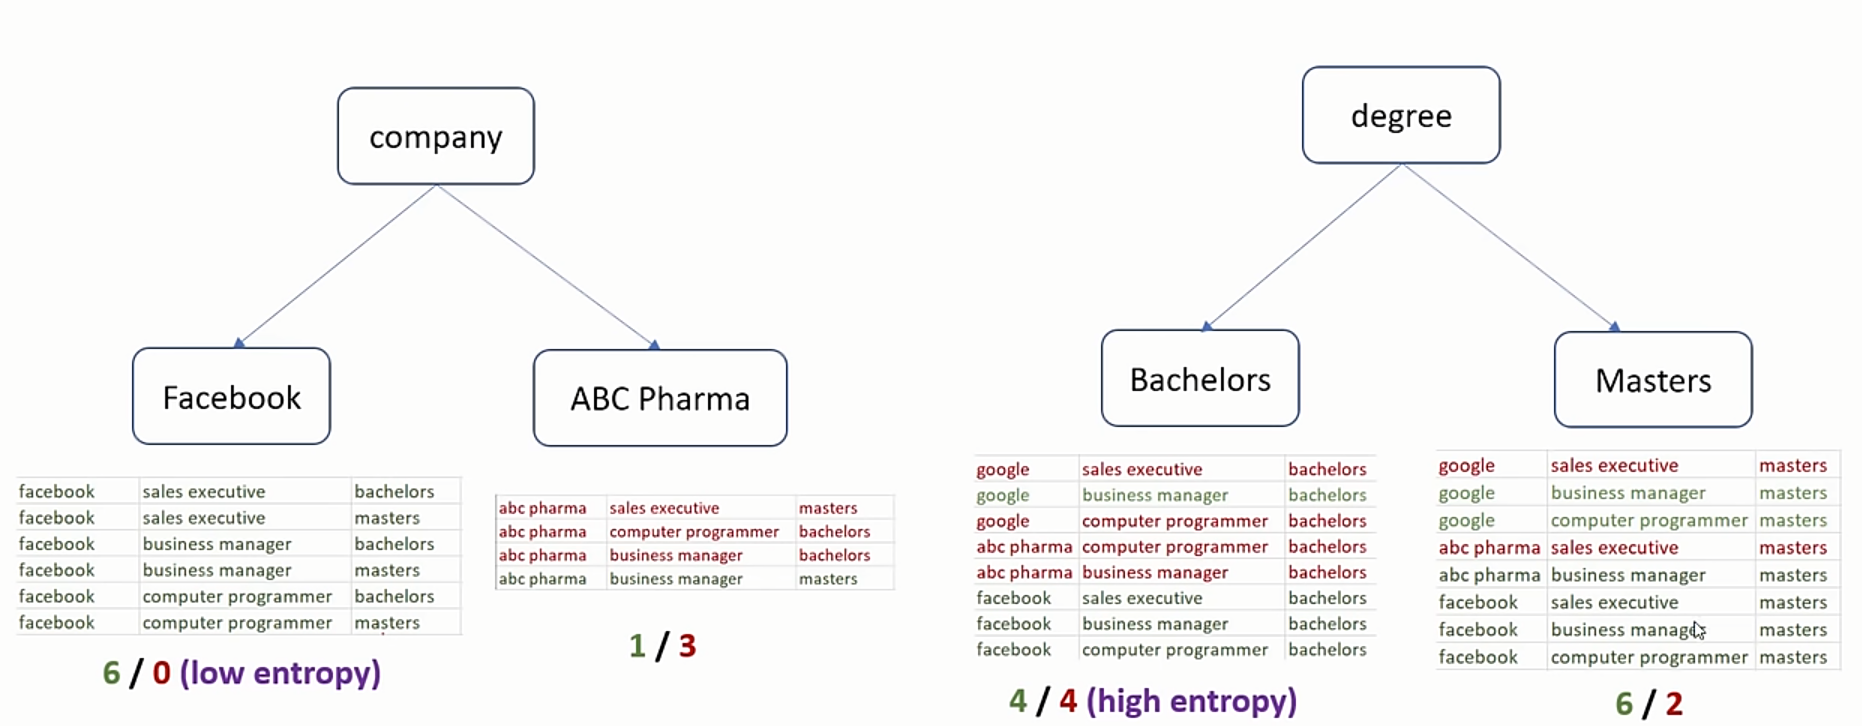 company
Facebook
ABC Pharma
facebook sales executive bachelors
facebook sales executive masters
facebook business manager bachelors
facebook business manager masters
facebook computer programmer bachelors
facebook computer programmer masters
6 / 0 (low entropy)
abc pharma sales executive masters
abc pharma computer programmer bachelors
abc pharma business manager bachelors
abc pharma business manager masters
1 / 3
degree
Bachelors
Masters
google sales executive bachelors
google business manager bachelors
google computer programmer bachelors
abc pharma computer programmer bachelors
abc pharma business manager bachelors
facebook sales executive bachelors
facebook business manager bachelors
facebook computer programmer bachelors
4 / 4 (high entropy)
google sales executive masters
google business manager masters
google computer programmer masters
abc pharma sales executive masters
abc pharma business manager masters
facebook sales executive masters
facebook business manager masters
facebook computer programmer masters
6 / 2